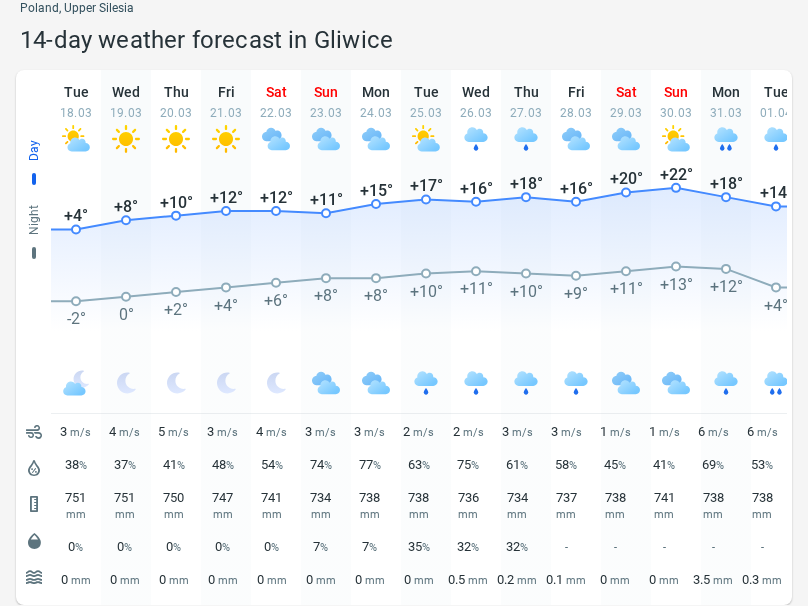 Poland, Upper Silesia
14-day weather forecast in Gliwice
Tue Wed Thu Fri Sat Sun Mon Tue Wed Thu Fri Sat Sun Mon Tue
18.03 19.03 20.03 21.03 22.03 23.03 24.03 25.03 26.03 27.03 28.03 29.03 30.03 31.03 01.04
Day
+4° +8° +10° +12° +12° +11° +15° +17° +16° +18° +16° +20° +22° +18° +14
Night
-2° 0° +2° +4° +6° +8° +8° +10° +11° +10° +9° +11° +13° +12° +4°
3 m/s 4 m/s 5 m/s 3 m/s 4 m/s 3 m/s 3 m/s 2 m/s 2 m/s 3 m/s 3 m/s 1 m/s 1 m/s 6 m/s 6 m/s
38% 37% 41% 48% 54% 74% 77% 63% 75% 61% 58% 45% 41% 69% 53%
751 751 750 747 741 734 738 738 736 734 737 738 741 738 738
mm mm mm mm mm mm mm mm mm mm mm mm mm mm mm
0% 0% 0% 0% 0% 7% 7% 35% 32% 32% - - - - -
0 mm 0 mm 0 mm 0 mm 0 mm 0 mm 0 mm 0 mm 0.5 mm 0.2 mm 0.1 mm 0 mm 0 mm 3.5 mm 0.3 mm